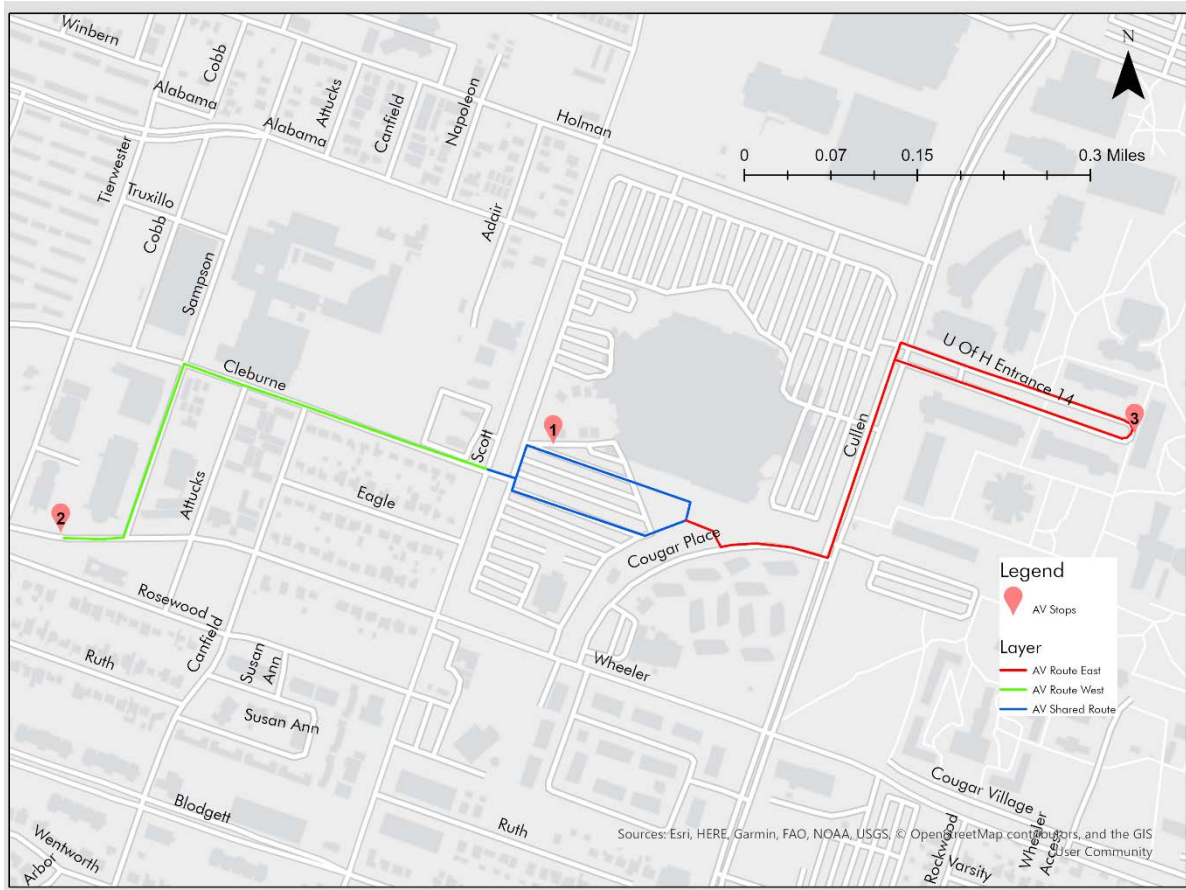 Winbern
Cobb
Alabama
Attucks
Alabama
Canfield
Napoleon
Holman
N
0 0.07 0.15 0.3 Miles
Tierwester
Truxillo
Cobb
Sampson
Adair
Cleburne
Scott
1
Cullen
U Of H Entrance 14
3
2
Attucks
Eagle
Cougar Place
Legend
AV Stops
Layer
AV Route East
AV Route West
AV Shared Route
Rosewood
Canfield
Susan
Ann
Ruth
Susan Ann
Wheeler
Blodgett
Ruth
Cougar Village
Wentworth
Arbor
Rockwood
Varsity
Wheeler
Access
Sources: Esri, HERE, Garmin, FAO, NOAA, USGS, © OpenStreetMap contributors, and the GIS
User Community